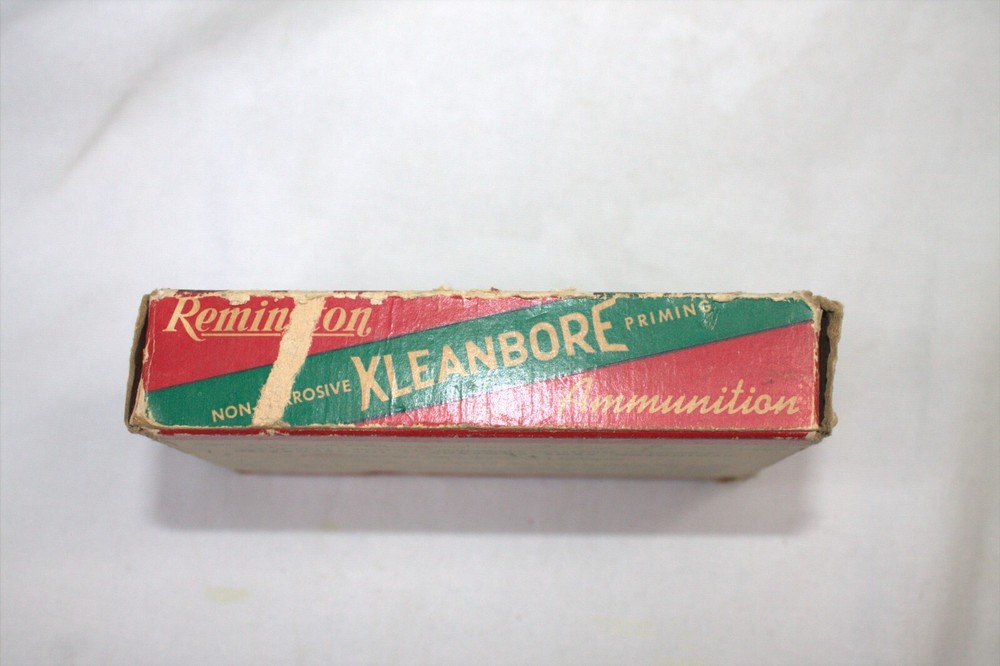 Remington
NON-CORROSIVE KLEANBORE PRIMING
Ammunition